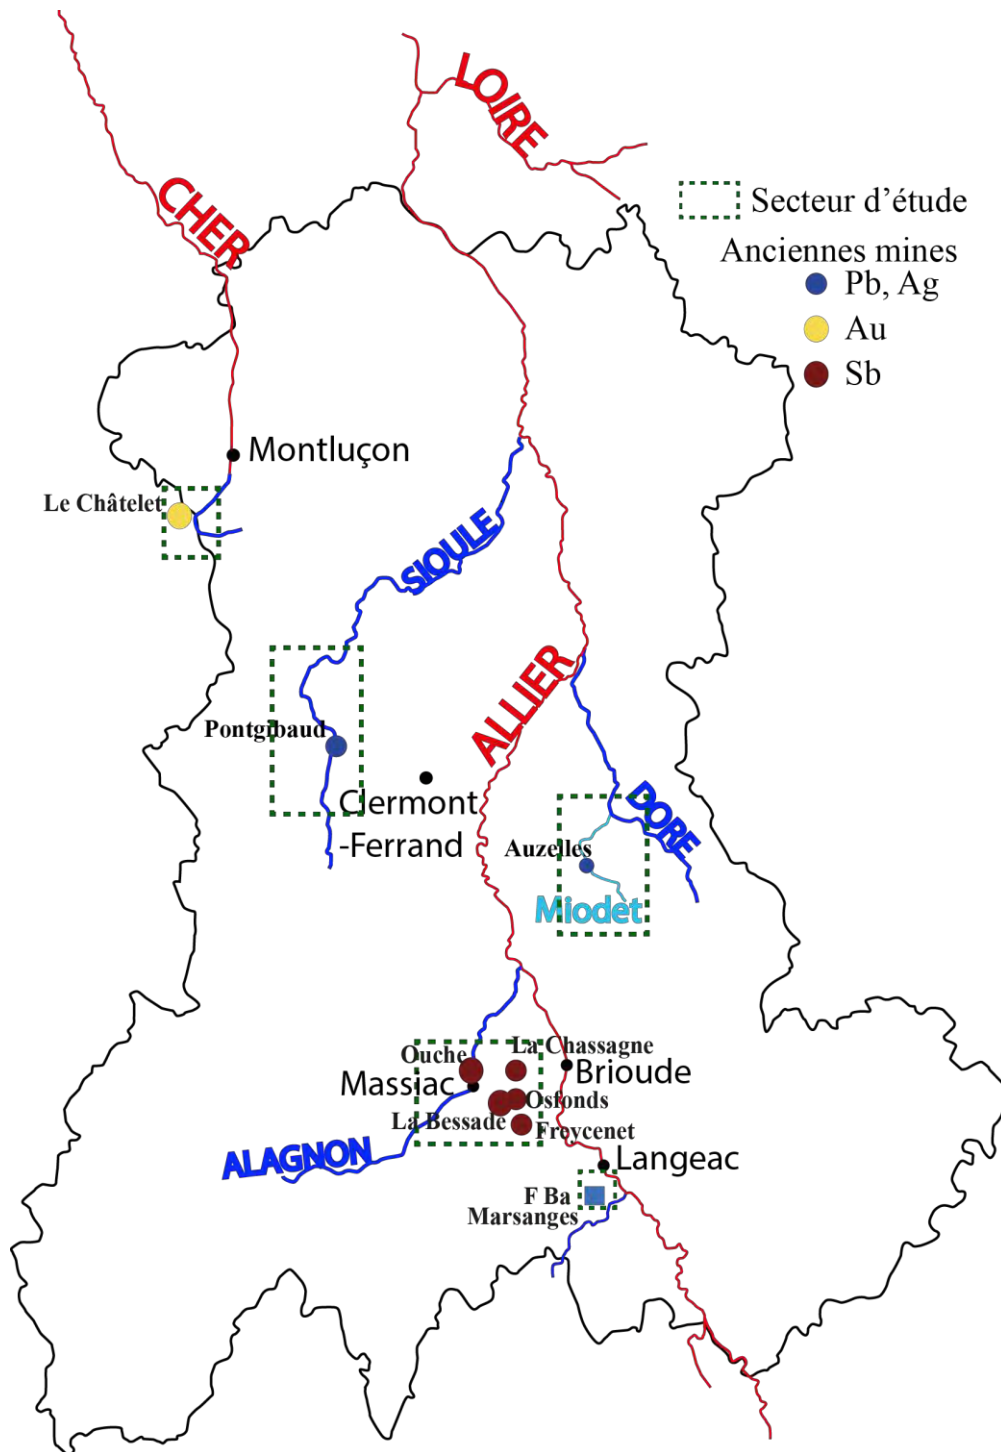 LOIRE
CHER
Secteur d'étude
Anciennes mines
Pb, Ag
Au
Sb
Montluçon
Le Châtelet
SIOULE
ALLIER
Pontgibaud
Clermont
-Ferrand
DORE
Auzelles
Miodet
La Chassagne
Ouche
Massiac
Brioude
Osfonds
La Bessade
Freycenet
ALAGNON
Langeac
F Ba
Marsanges